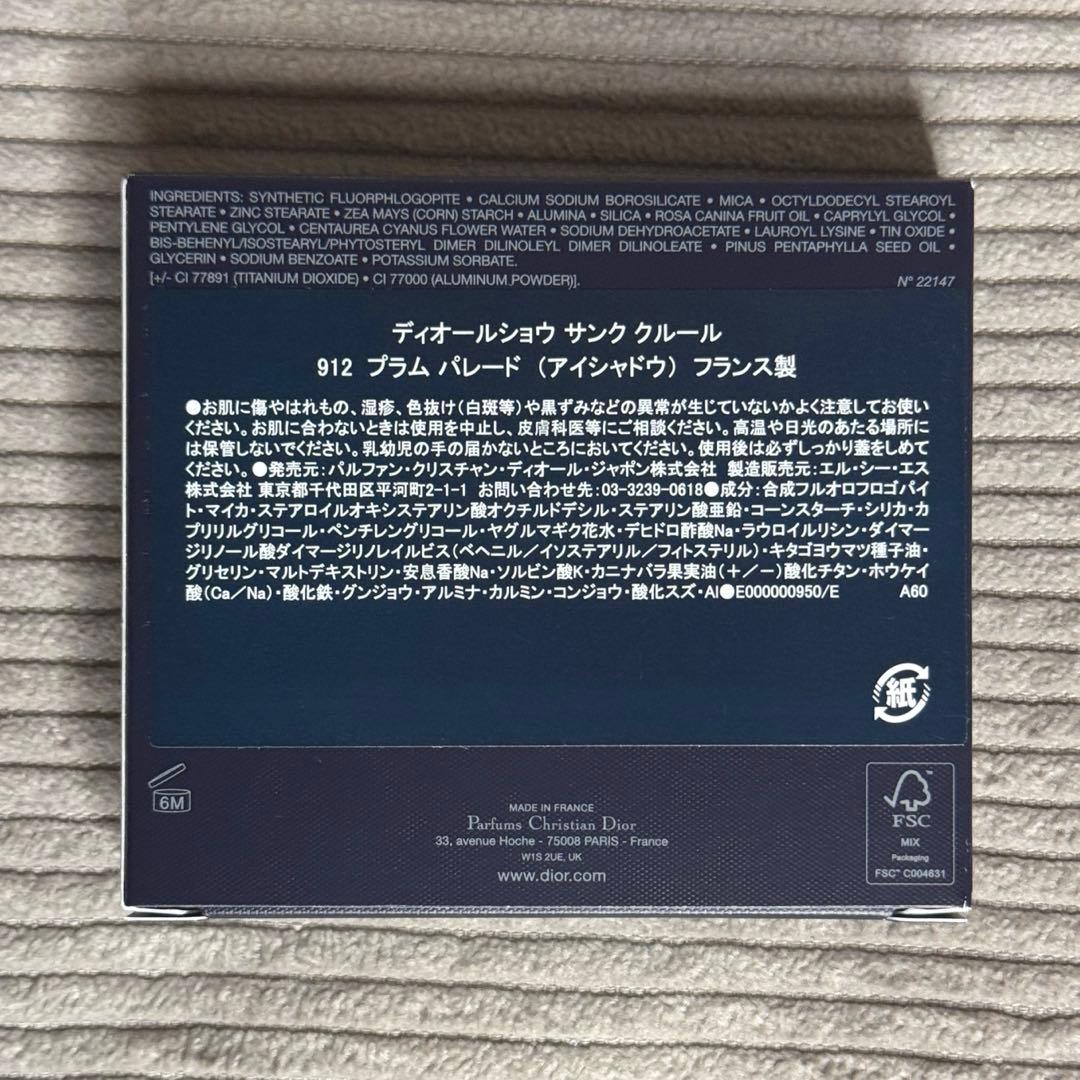 INGREDIENTS: SYNTHETIC FLUORPHLOGOPITE • CALCIUM SODIUM BOROSILICATE • MICA • OCTYLDODECYL STEAROYL
STEARATE • ZINC STEARATE • ZEA MAYS (CORN) STARCH • ALUMINA • SILICA • ROSA CANINA FRUIT OIL • CAPRYLYL GLYCOL •
PENTYLENE GLYCOL • CENTAUREA CYANUS FLOWER WATER • SODIUM DEHYDROACETATE • LAUROYL LYSINE • TIN OXIDE •
BIS-BEHENYL/ISOSTEARYL/PHYTOSTERYL DIMER DILINOLEYL DIMER DILINOLEATE • PINUS PENTAPHYLLA SEED OIL •
GLYCERIN • SODIUM BENZOATE • POTASSIUM SORBATE.
[+/- CI 77891 (TITANIUM DIOXIDE) • CI 77000 (ALUMINUM POWDER)]. N° 22147
ディオールショウ サンク クルール
912 プラム パレード （アイシャドウ） フランス製
●お肌に傷やはれもの、湿疹、色抜け（白斑等）や黒ずみなどの異常が生じていないかよく注意してお使い
ください。お肌に合わないときは使用を中止し、皮膚科医等にご相談ください。高温や日光のあたる場所に
は保管しないでください。乳幼児の手の届かないところにおいてください。使用後は必ずしっかり蓋をしめて
ください。●発売元：パルファン・クリスチャン・ディオール・ジャポン株式会社 製造販売元：エル・シー・エス
株式会社 東京都千代田区平河町2-1-1 お問い合わせ先：03-3239-0618●成分：合成フルオロフロゴパイ
ト・マイカ・ステアロイルオキシステアリン酸オクチルドデシル・ステアリン酸亜鉛・コーンスターチ・シリカ・カ
プリリルグリコール・ペンチレングリコール・ヤグルマギク花水・デヒドロ酢酸Na・ラウロイルリシン・ダイマー
ジリノール酸ダイマージリノレイルビス（ベヘニル／イソステアリル／フィトステリル）・キタゴヨウマツ種子油・
グリセリン・マルトデキストリン・安息香酸Na・ソルビン酸K・カニナバラ果実油（＋／－）酸化チタン・ホウケイ
酸（Ca／Na）・酸化鉄・グンジョウ・アルミナ・カルミン・コンジョウ・酸化スズ・Al●E000000950/E A60
紙
6M
MADE IN FRANCE
Parfums Christian Dior
33, avenue Hoche - 75008 PARIS - France
W1S 2UE, UK
www.dior.com
FSC
MIX
Packaging
FSC™ C004631